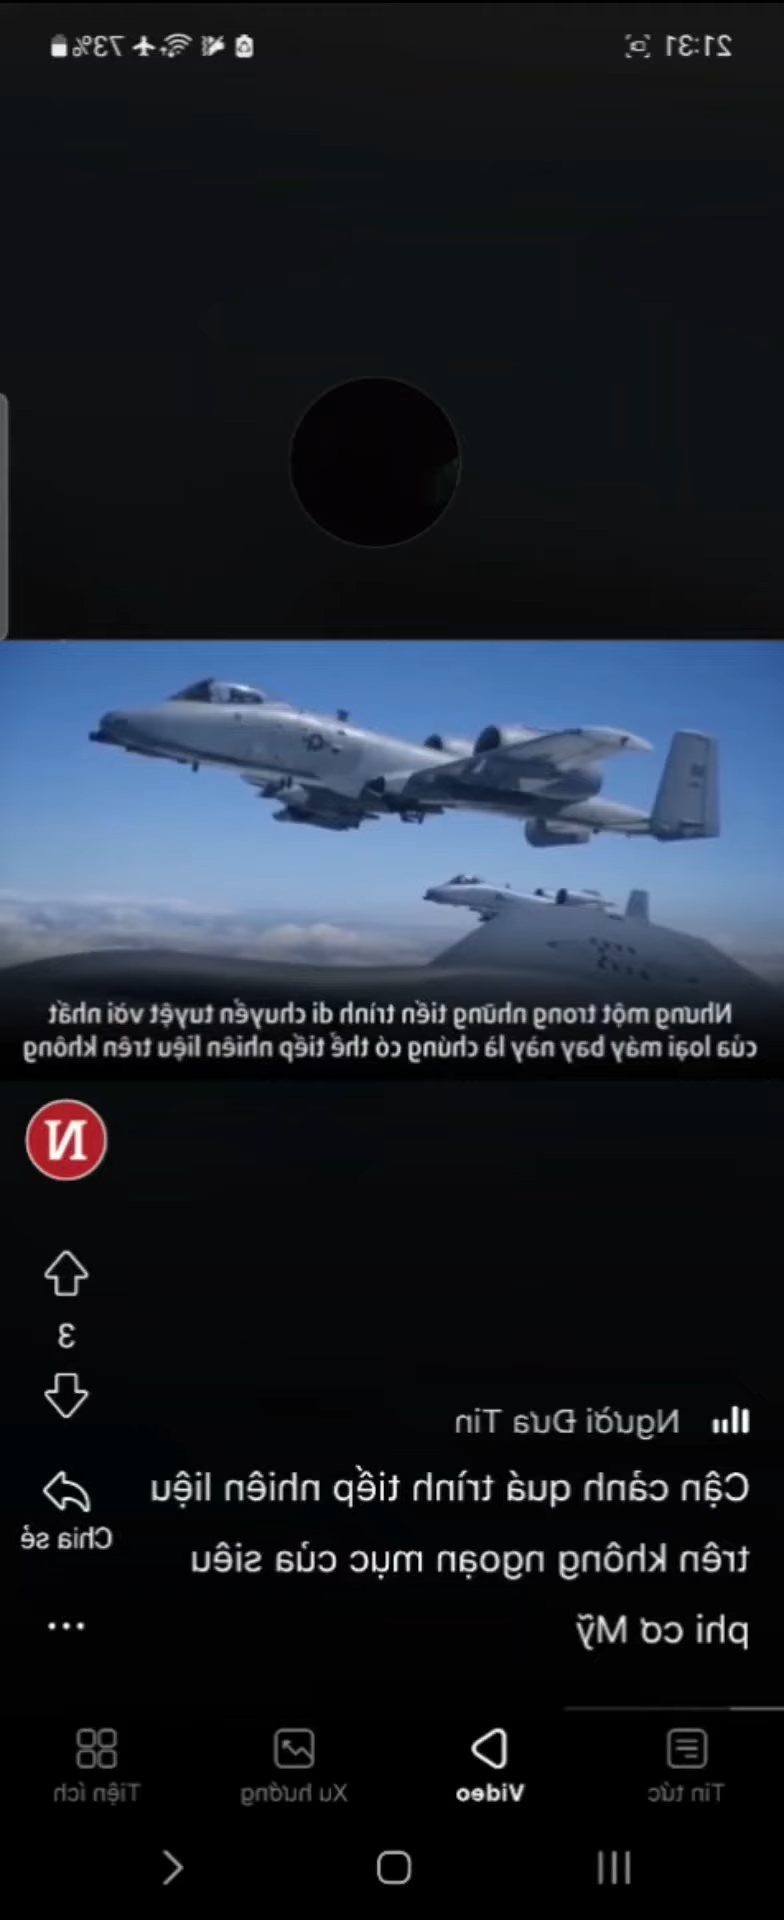 21:31
73%
Nhưng một trong những tiến trình di chuyển tuyệt vời nhất
của loại máy bay này là chúng có thể tiếp nhiên liệu trên không
N
3
Người Đưa Tin
Cận cảnh quá trình tiếp nhiên liệu
trên không ngoạn mục của siêu
phi cơ Mỹ
Chia sẻ
Tin tức
Video
Xu hướng
Tiện ích